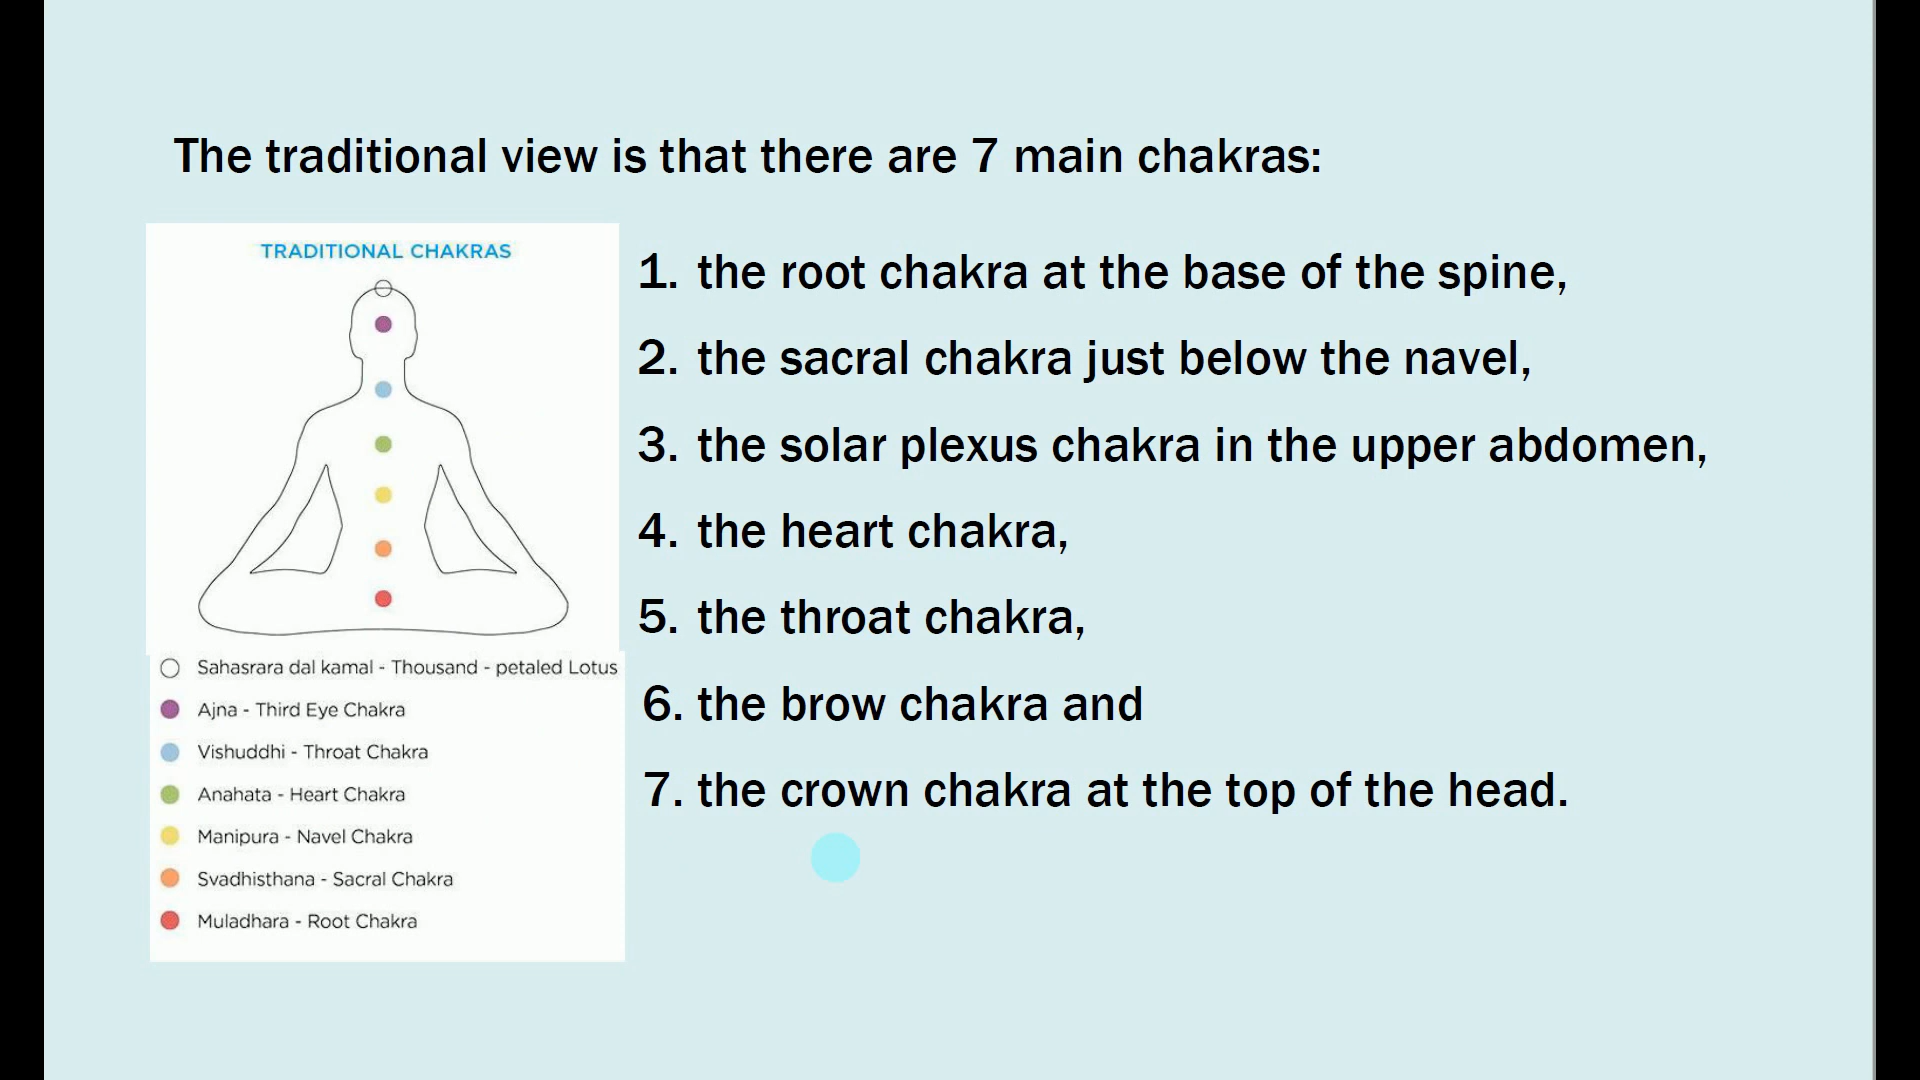 The traditional view is that there are 7 main chakras:
TRADITIONAL CHAKRAS
Sahasrara dal kamal - Thousand - petaled Lotus
Ajna - Third Eye Chakra
Vishuddhi - Throat Chakra
Anahata - Heart Chakra
Manipura - Navel Chakra
Svadhisthana - Sacral Chakra
Muladhara - Root Chakra
1. the root chakra at the base of the spine,
2. the sacral chakra just below the navel,
3. the solar plexus chakra in the upper abdomen,
4. the heart chakra,
5. the throat chakra,
6. the brow chakra and
7. the crown chakra at the top of the head.